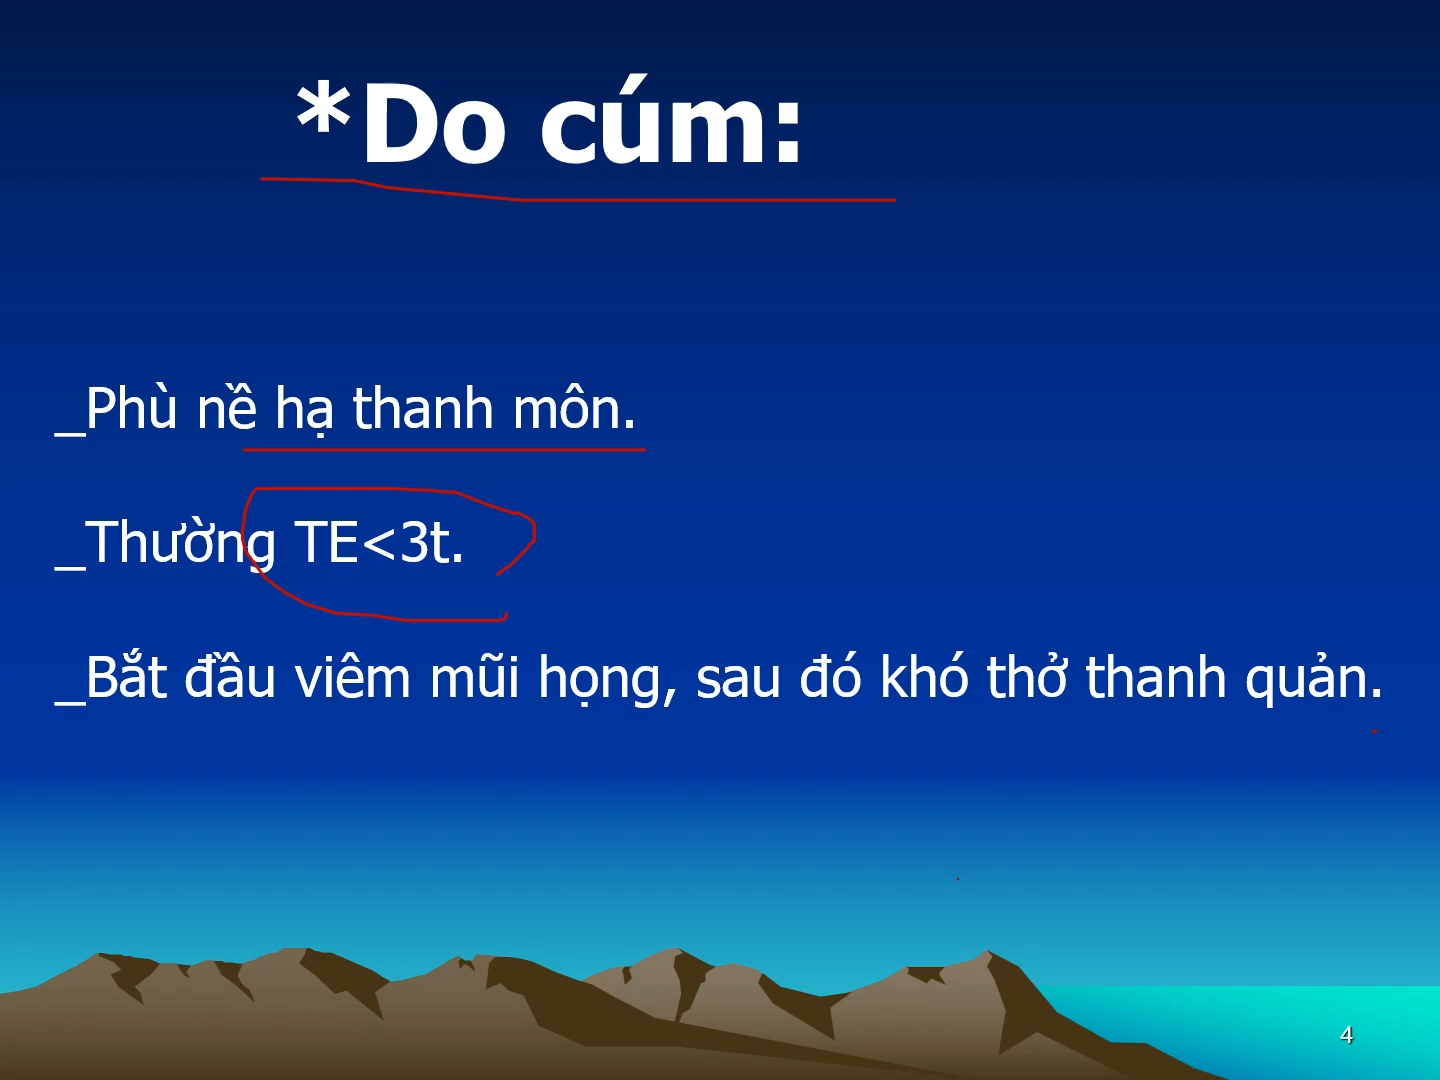 *Do cúm:
_Phù nề hạ thanh môn.
_Thường TE<3t.
_Bắt đầu viêm mũi họng, sau đó khó thở thanh quản.
4